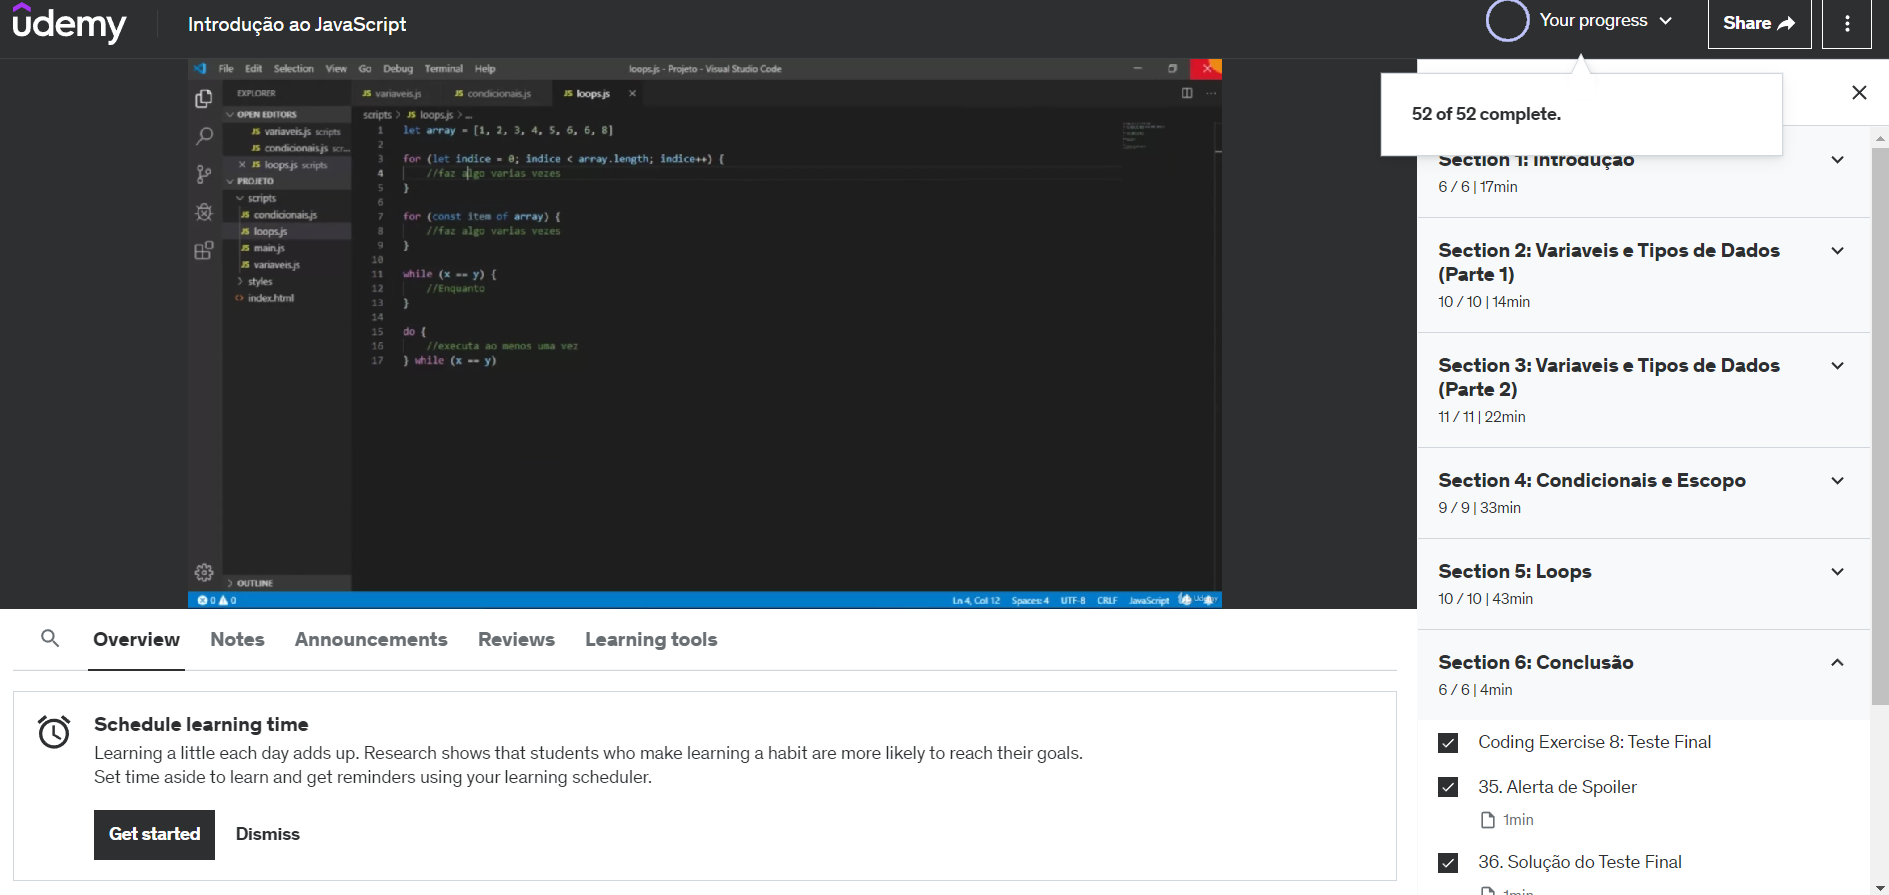 udemy
Introdução ao JavaScript
Your progress
Share
52 of 52 complete.
File Edit Selection View Go Debug Terminal Help
loops.js - Projeto - Visual Studio Code
EXPLORER
JS variaveis.js
JS condicionais.js
JS loops.js
OPEN EDITORS
JS variaveis.js scripts
JS condicionais.js scr...
JS loops.js scripts
PROJETO
scripts
JS condicionais.js
JS loops.js
JS main.js
JS variaveis.js
styles
index.html
OUTLINE
scripts > JS loops.js > ...
1 let array = [1, 2, 3, 4, 5, 6, 6, 8]
2
3 for (let indice = 0; indice < array.length; indice++) {
4 //faz algo varias vezes
5 }
6
7 for (const item of array) {
8 //faz algo varias vezes
9 }
10
11 while (x == y) {
12 //Enquanto
13 }
14
15 do {
16 //executa ao menos uma vez
17 } while (x == y)
0 0
Ln 4, Col 12 Spaces: 4 UTF-8 CRLF JavaScript
Udemy
Section 1: Introdução
6 / 6 | 17min
Section 2: Variaveis e Tipos de Dados
(Parte 1)
10 / 10 | 14min
Section 3: Variaveis e Tipos de Dados
(Parte 2)
11 / 11 | 22min
Section 4: Condicionais e Escopo
9 / 9 | 33min
Section 5: Loops
10 / 10 | 43min
Section 6: Conclusão
6 / 6 | 4min
Coding Exercise 8: Teste Final
35. Alerta de Spoiler
1min
36. Solução do Teste Final
1min
Overview Notes Announcements Reviews Learning tools
Schedule learning time
Learning a little each day adds up. Research shows that students who make learning a habit are more likely to reach their goals.
Set time aside to learn and get reminders using your learning scheduler.
Get started
Dismiss